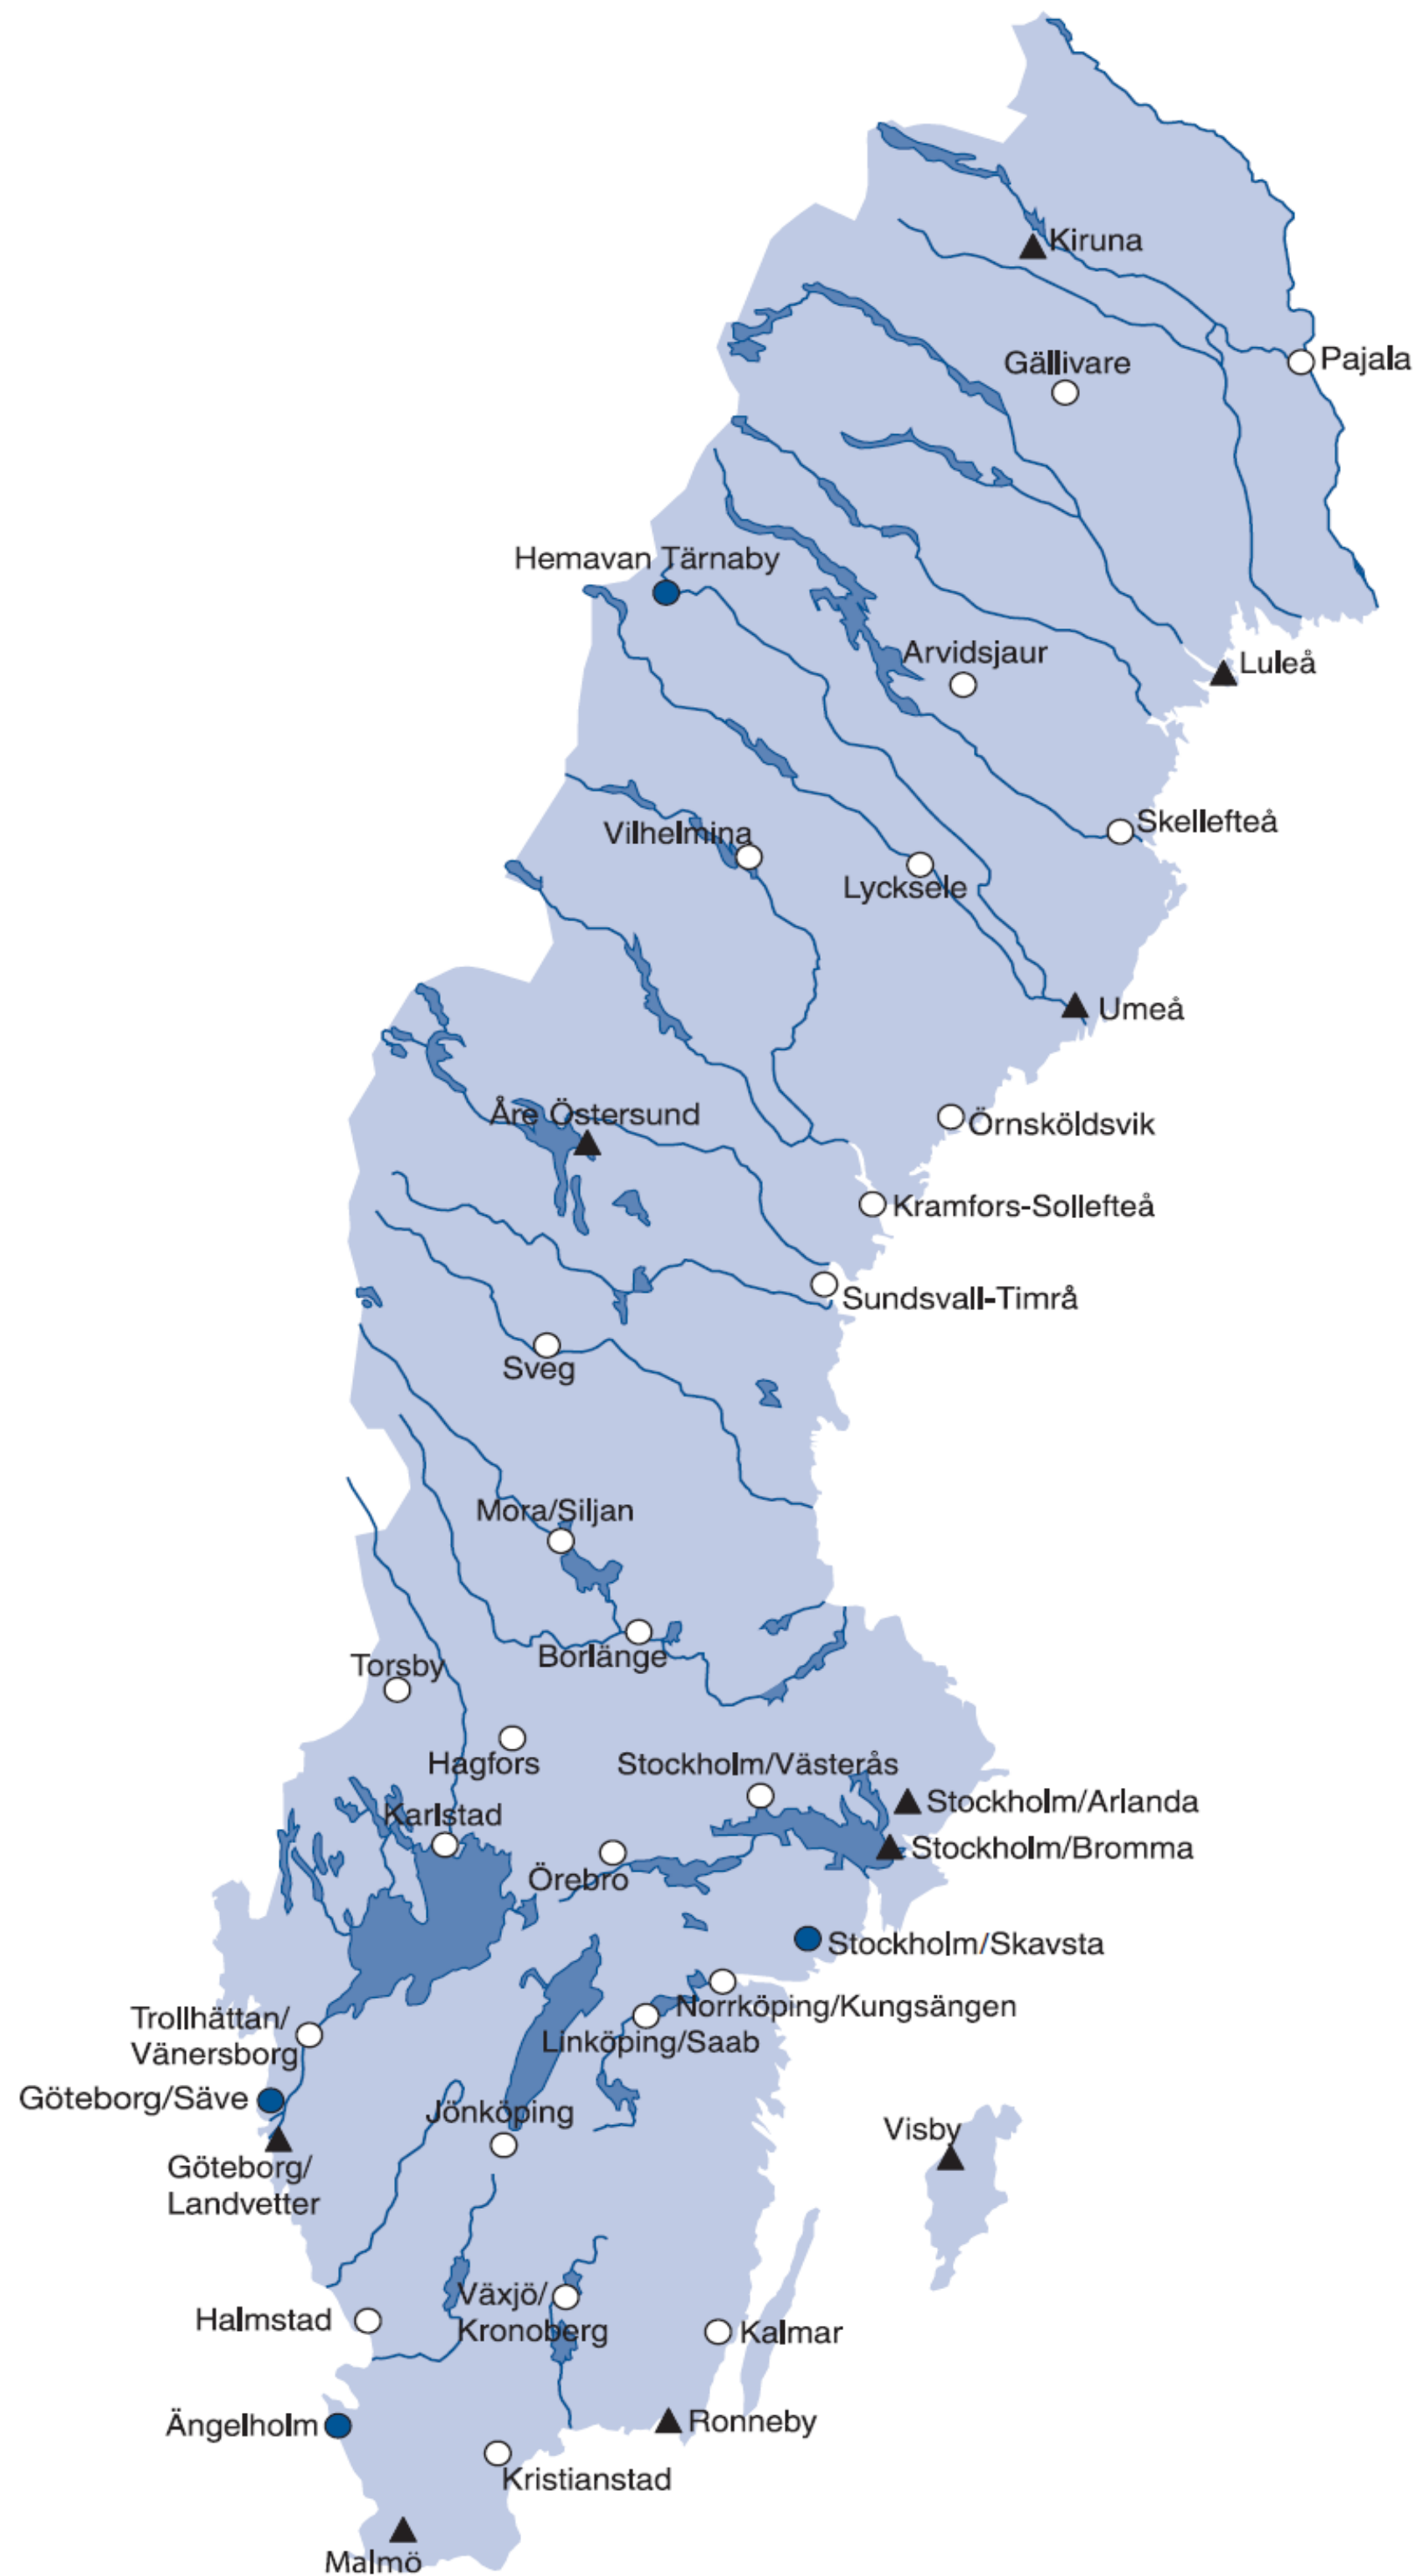 Kiruna
Pajala
Gällivare
Hemavan Tärnaby
Arvidsjaur
Luleå
Skellefteå
Vilhelmina
Lycksele
Umeå
Åre Östersund
Örnsköldsvik
Kramfors-Sollefteå
Sundsvall-Timrå
Sveg
Mora/Siljan
Borlänge
Torsby
Hagfors
Stockholm/Västerås
Stockholm/Arlanda
Karlstad
Stockholm/Bromma
Örebro
Stockholm/Skavsta
Norrköping/Kungsängen
Trollhättan/
Vänersborg
Linköping/Saab
Göteborg/Säve
Jönköping
Visby
Göteborg/
Landvetter
Växjö/
Kronoberg
Halmstad
Kalmar
Ängelholm
Ronneby
Kristianstad
Malmö